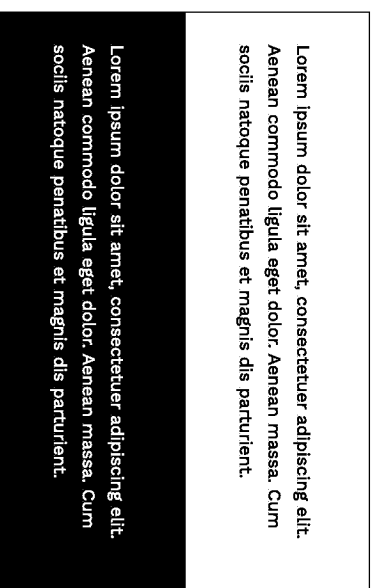 Lorem ipsum dolor sit amet, consectetuer adipiscing elit.
Aenean commodo ligula eget dolor. Aenean massa. Cum
sociis natoque penatibus et magnis dis parturient.
Lorem ipsum dolor sit amet, consectetuer adipiscing elit.
Aenean commodo ligula eget dolor. Aenean massa. Cum
sociis natoque penatibus et magnis dis parturient.